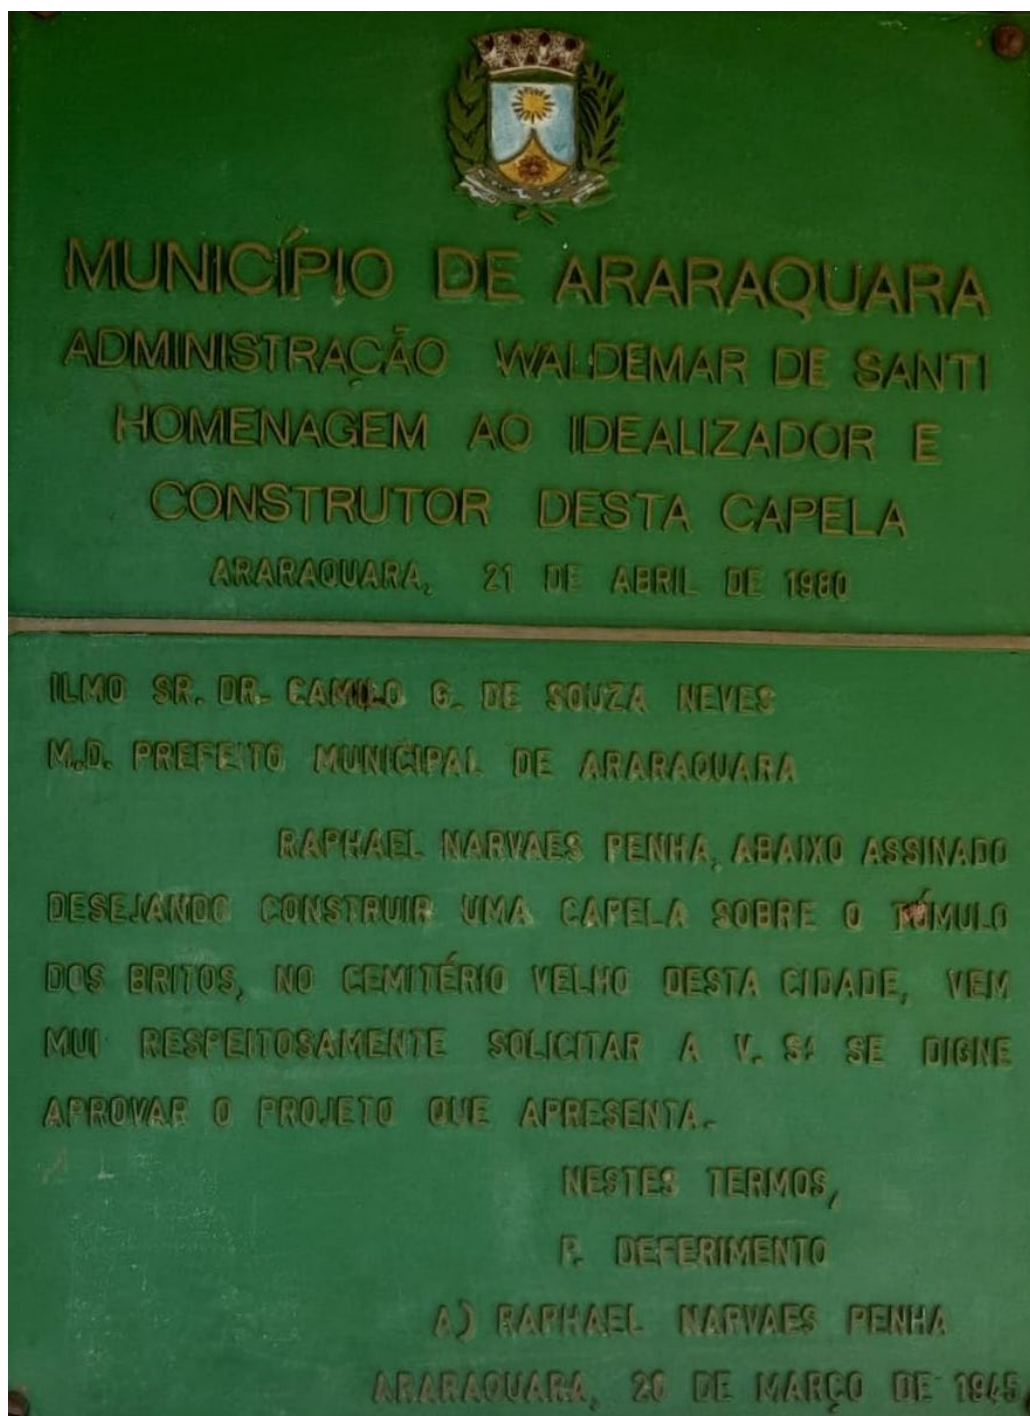 MUNICÍPIO DE ARARAQUARA
ADMINISTRAÇÃO WALDEMAR DE SANTI
HOMENAGEM AO IDEALIZADOR E
CONSTRUTOR DESTA CAPELA
ARARAQUARA, 21 DE ABRIL DE 1980
ILMO SR. DR. CAMILO G. DE SOUZA NEVES
M.D. PREFEITO MUNICIPAL DE ARARAQUARA
RAPHAEL NARVAES PENHA, ABAIXO ASSINADO
DESEJANDO CONSTRUIR UMA CAPELA SOBRE O TÚMULO
DOS BRITOS, NO CEMITÉRIO VELHO DESTA CIDADE, VEM
MUI RESPEITOSAMENTE SOLICITAR A V. Sª SE DIGNE
APROVAR O PROJETO QUE APRESENTA.
NESTES TERMOS,
P. DEFERIMENTO
A) RAPHAEL NARVAES PENHA
ARARAQUARA, 26 DE MARÇO DE 1945